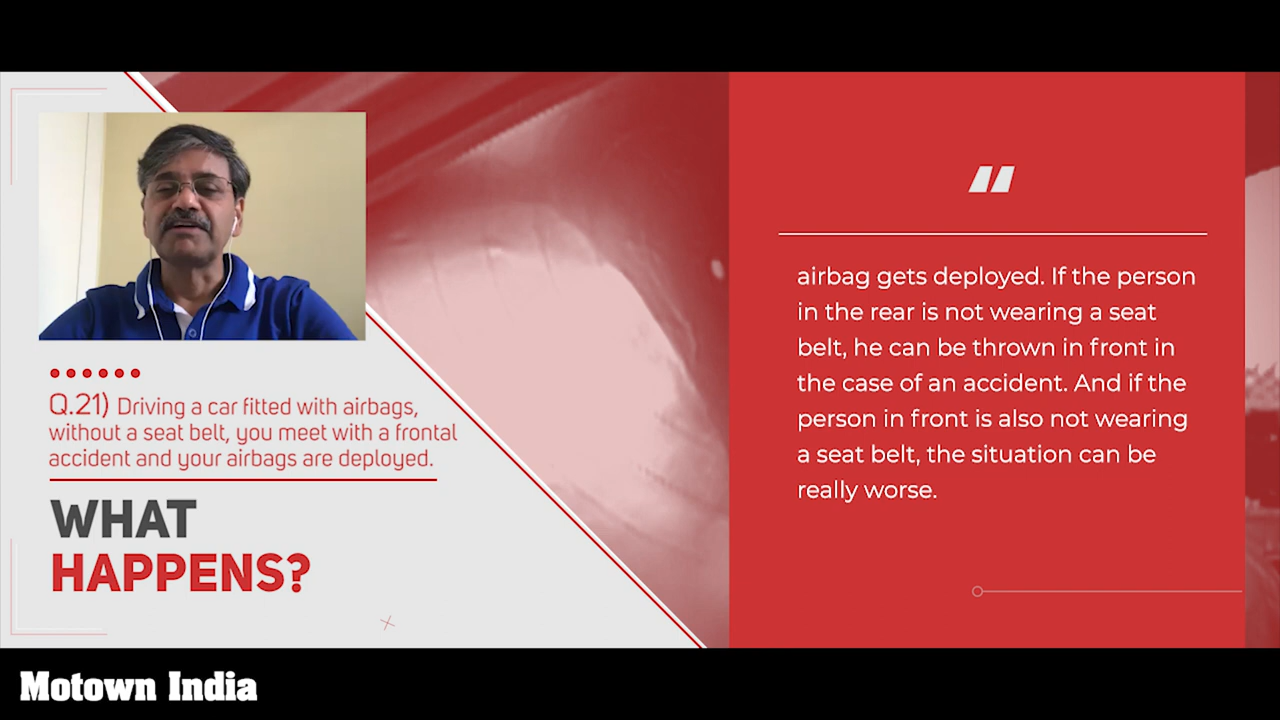 Q.21) Driving a car fitted with airbags,
without a seat belt, you meet with a frontal
accident and your airbags are deployed.
WHAT
HAPPENS?
"
airbag gets deployed. If the person
in the rear is not wearing a seat
belt, he can be thrown in front in
the case of an accident. And if the
person in front is also not wearing
a seat belt, the situation can be
really worse.
Motown India